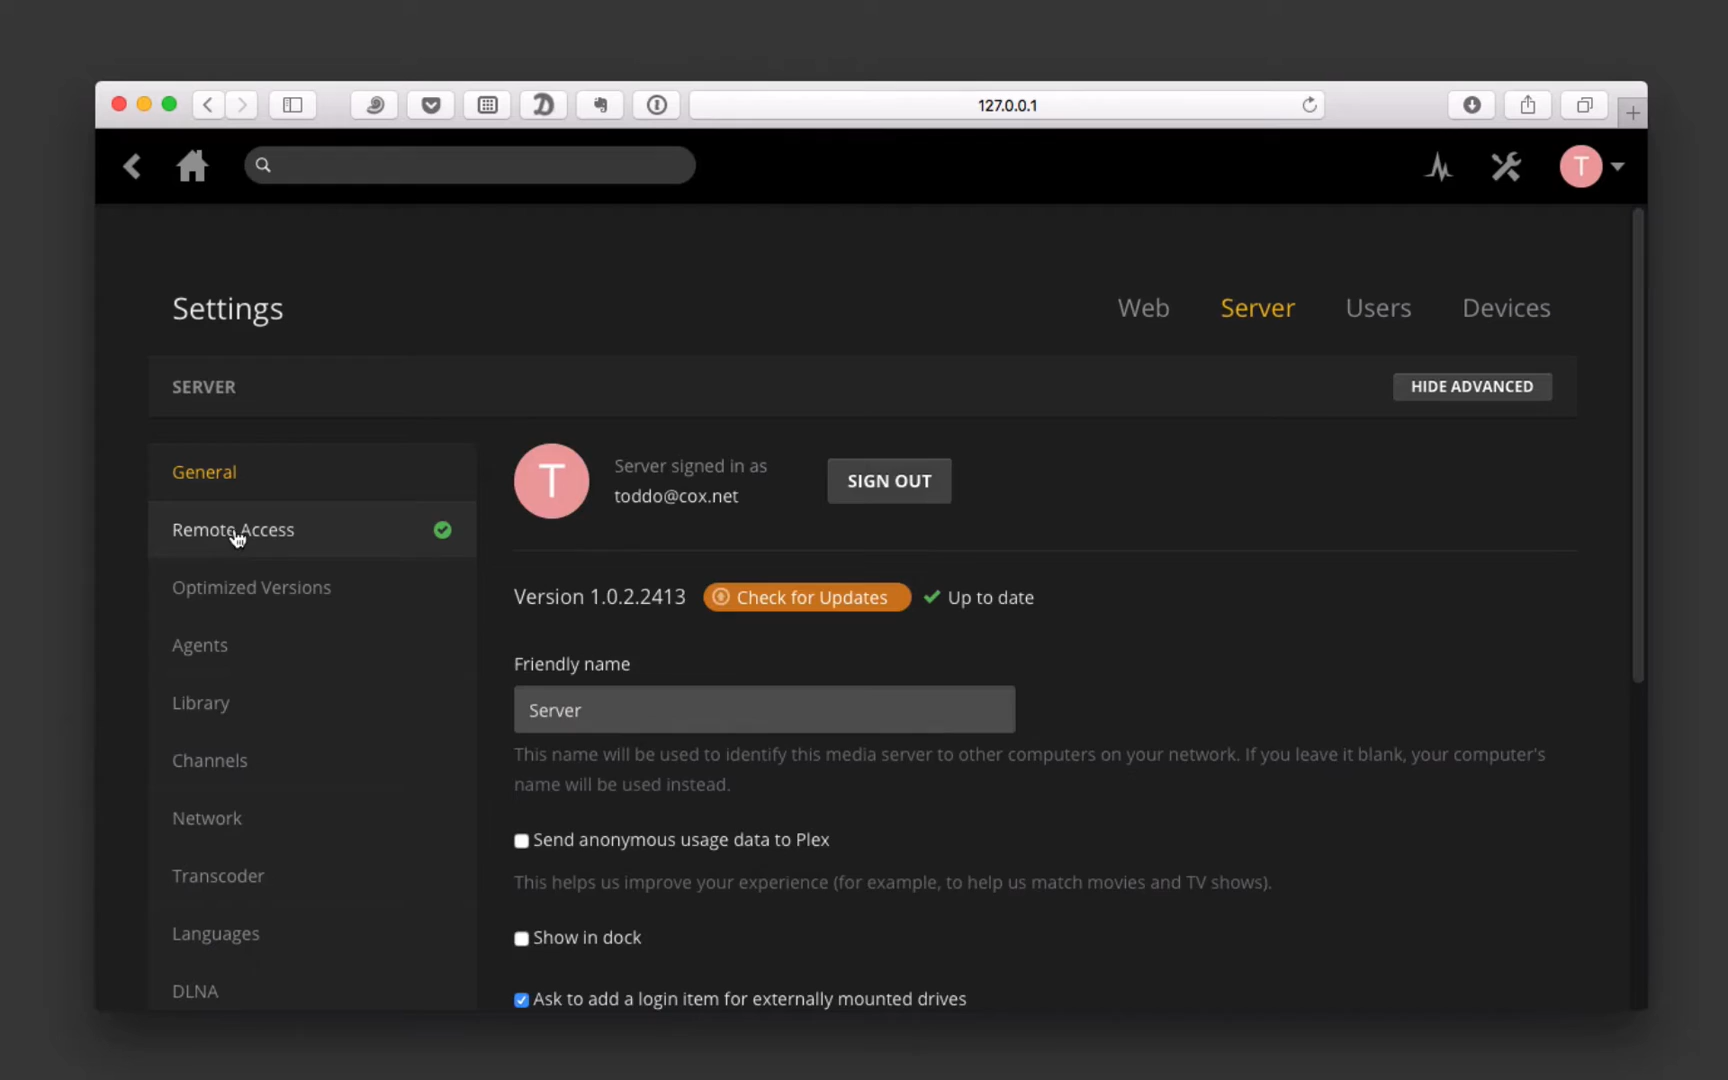 127.0.0.1
T
Settings
Web
Server
Users
Devices
SERVER
HIDE ADVANCED
General
Remote Access
Optimized Versions
Agents
Library
Channels
Network
Transcoder
Languages
DLNA
T
Server signed in as
toddo@cox.net
SIGN OUT
Version 1.0.2.2413
Check for Updates
Up to date
Friendly name
Server
This name will be used to identify this media server to other computers on your network. If you leave it blank, your computer's
name will be used instead.
Send anonymous usage data to Plex
This helps us improve your experience (for example, to help us match movies and TV shows).
Show in dock
Ask to add a login item for externally mounted drives